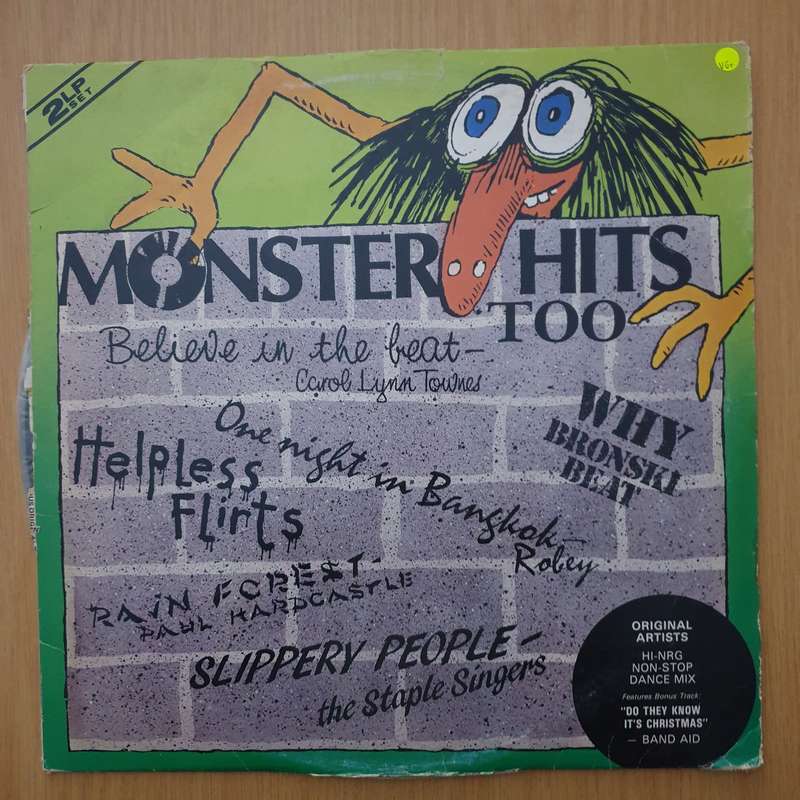 2 LP
SET
VG+
MONSTER HITS
TOO
Believe in the beat —
Carol Lynn Townes
WHY
BRONSKI
BEAT
One night in Bangkok —
Robey
Helpless
Flirts
RAIN FOREST -
PAUL HARDCASTLE
SLIPPERY PEOPLE —
the Staple Singers
ORIGINAL
ARTISTS
HI-NRG
NON-STOP
DANCE MIX
Features Bonus Track:
"DO THEY KNOW
IT'S CHRISTMAS"
— BAND AID